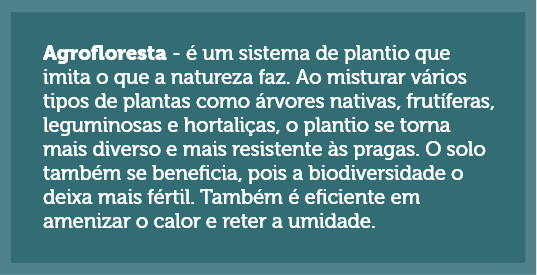 Agrofloresta - é um sistema de plantio que
imita o que a natureza faz. Ao misturar vários
tipos de plantas como árvores nativas, frutíferas,
leguminosas e hortaliças, o plantio se torna
mais diverso e mais resistente às pragas. O solo
também se beneficia, pois a biodiversidade o
deixa mais fértil. Também é eficiente em
amenizar o calor e reter a umidade.